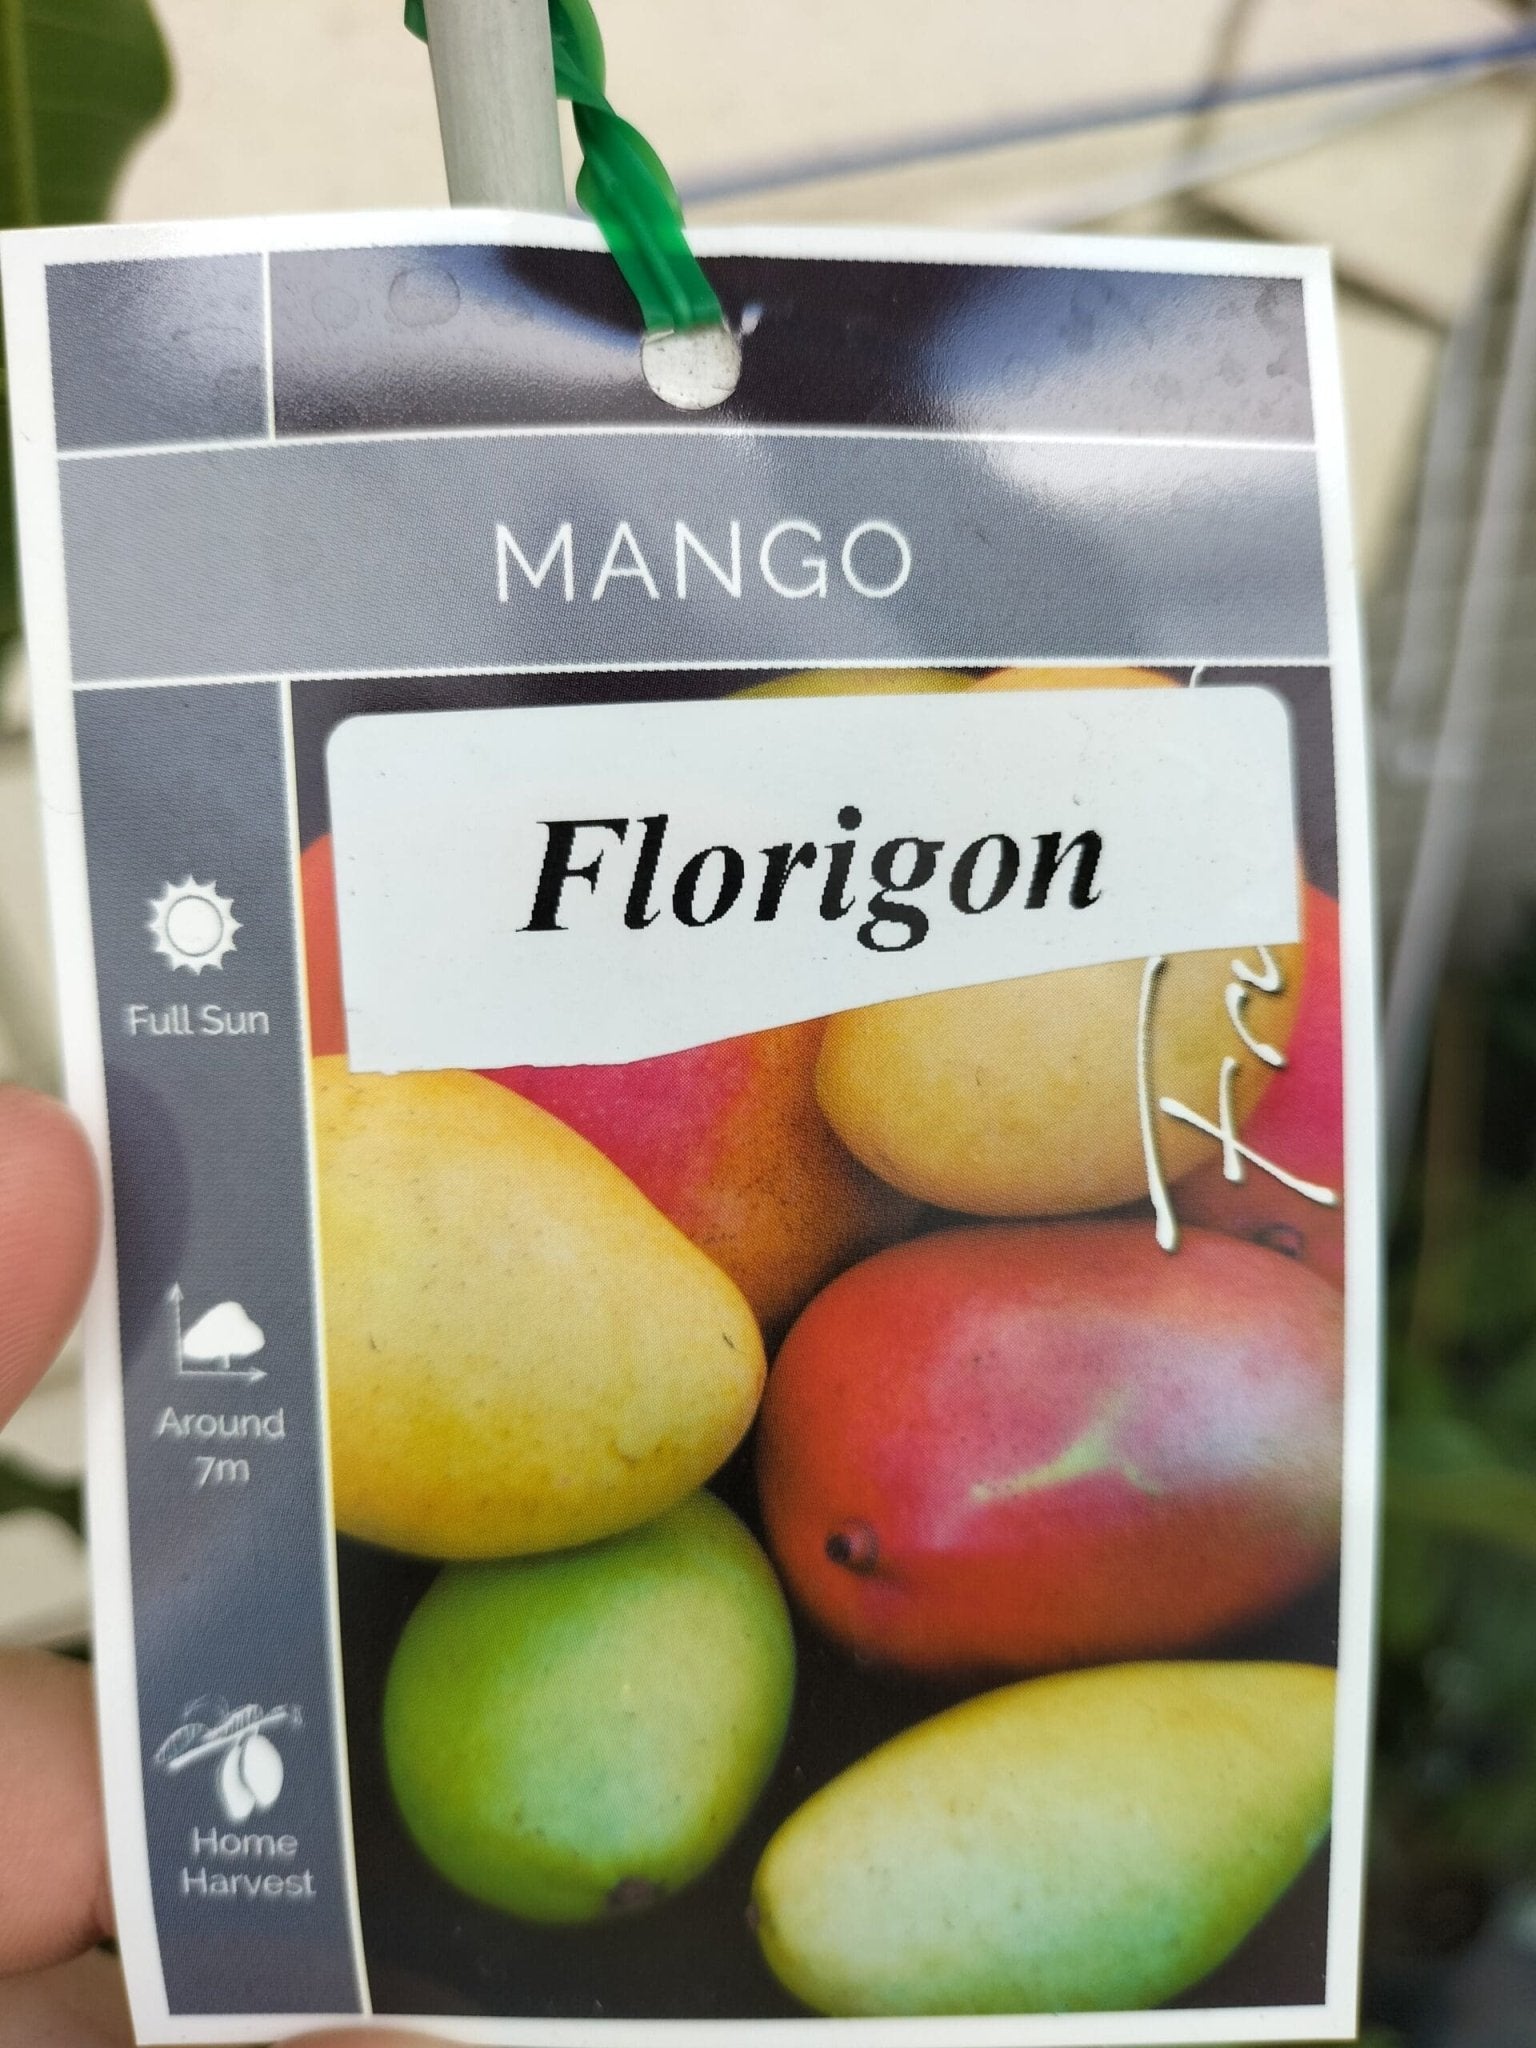 MANGO
Florigon
Full Sun
Around
7m
Home
Harvest